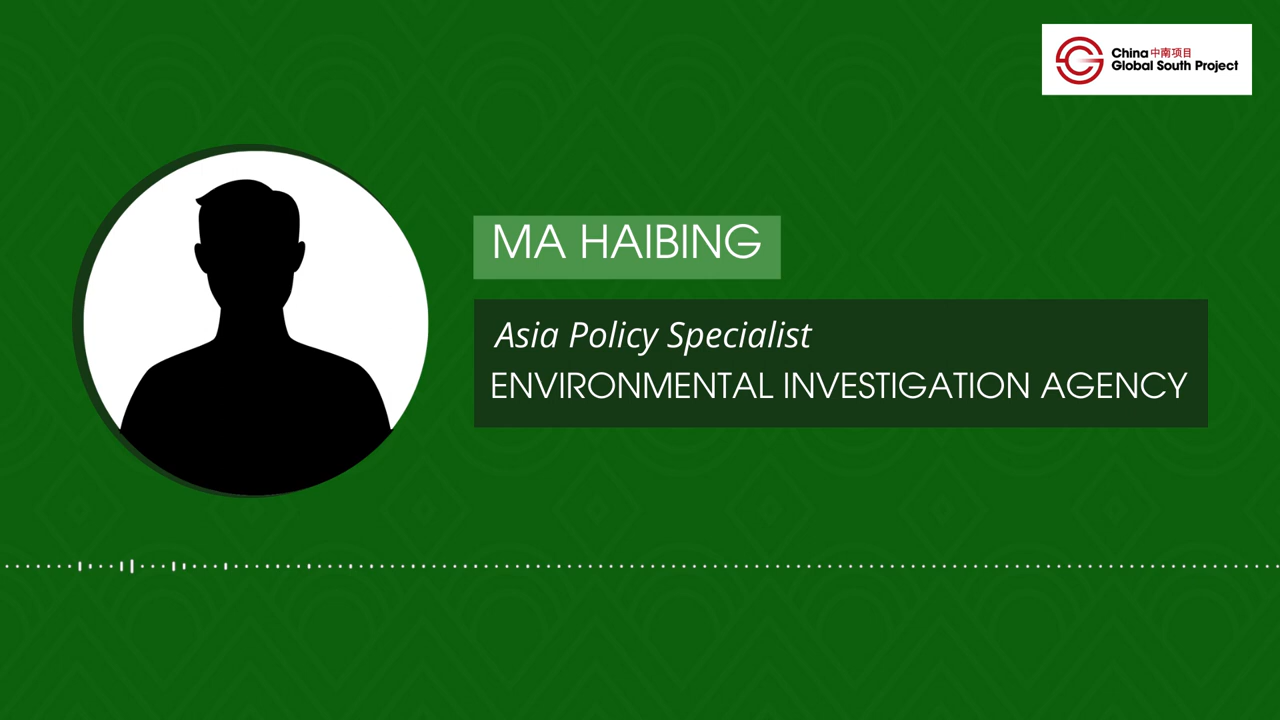 China 中南项目
Global South Project
MA HAIBING
Asia Policy Specialist
ENVIRONMENTAL INVESTIGATION AGENCY